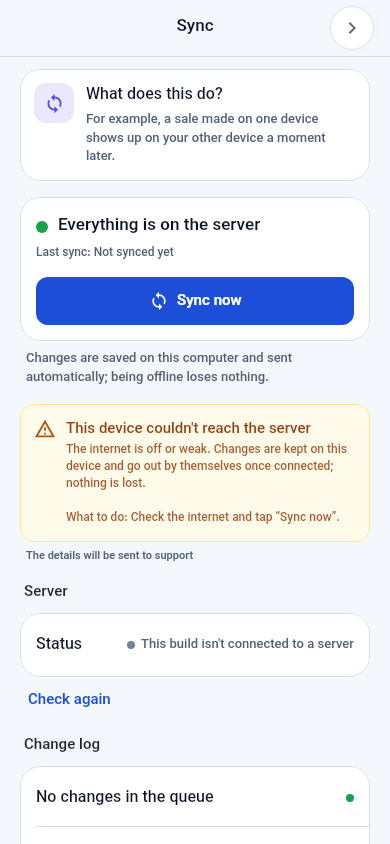 Sync
What does this do?
For example, a sale made on one device
shows up on your other device a moment
later.
Everything is on the server
Last sync: Not synced yet
Sync now
Changes are saved on this computer and sent
automatically; being offline loses nothing.
This device couldn't reach the server
The internet is off or weak. Changes are kept on this
device and go out by themselves once connected;
nothing is lost.
What to do: Check the internet and tap “Sync now”.
The details will be sent to support
Server
Status
This build isn't connected to a server
Check again
Change log
No changes in the queue